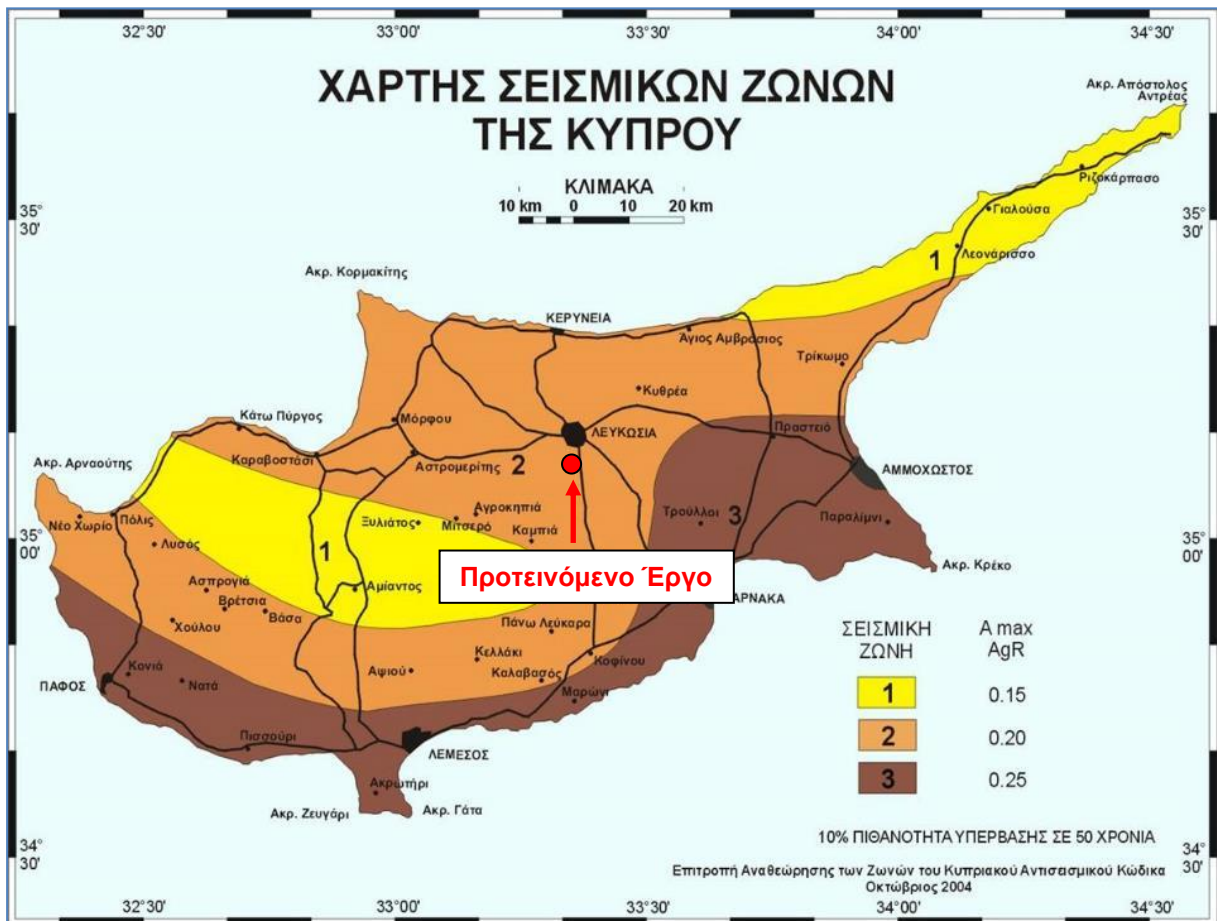 32°30' 33°00' 33°30' 34°00' 34°30'
ΧΑΡΤΗΣ ΣΕΙΣΜΙΚΩΝ ΖΩΝΩΝ
ΤΗΣ ΚΥΠΡΟΥ
Ακρ. Απόστολος
Αντρέας
ΚΛΙΜΑΚΑ
10 km 0 10 20 km
Ριζοκάρπασο
35°
30'
35°
30'
Γιαλούσα
Λεονάρισσο
1
Ακρ. Κορμακίτης
ΚΕΡΥΝΕΙΑ
Άγιος Αμβρόσιος
Τρίκωμο
Κυθρέα
Κάτω Πύργος
Μόρφου
ΛΕΥΚΩΣΙΑ
Πραστειό
Καραβοστάσι
Αστρομερίτης
2
Ακρ. Αρναούτης
ΑΜΜΟΧΩΣΤΟΣ
Νέο Χωρίο
Πόλις
Ξυλιάτος
Μιτσερό
Αγροκηπιά
Καμπιά
Τρούλλοι
3
Παραλίμνι
35°
00'
35°
00'
Λυσός
1
Ακρ. Κρέκο
Προτεινόμενο Έργο
Ασπρογιά
Αμίαντος
ΑΡΝΑΚΑ
Βρέτσια
Βάσα
Χούλου
Πάνω Λεύκαρα
Κελλάκι
Κοφίνου
Κονιά
Αψιού
Καλαβασός
ΠΑΦΟΣ
Νατά
Μαρώνι
Πισσούρι
ΛΕΜΕΣΟΣ
Ακρωτήρι
Ακρ. Ζευγάρι
Ακρ. Γάτα
ΣΕΙΣΜΙΚΗ
ΖΩΝΗ
A max
AgR
1 0.15
2 0.20
3 0.25
10% ΠΙΘΑΝΟΤΗΤΑ ΥΠΕΡΒΑΣΗΣ ΣΕ 50 ΧΡΟΝΙΑ
34°
30'
34°
30'
Επιτροπή Αναθεώρησης των Ζωνών του Κυπριακού Αντισεισμικού Κώδικα
Οκτώβριος 2004
32°30' 33°00' 33°30' 34°00' 34°30'